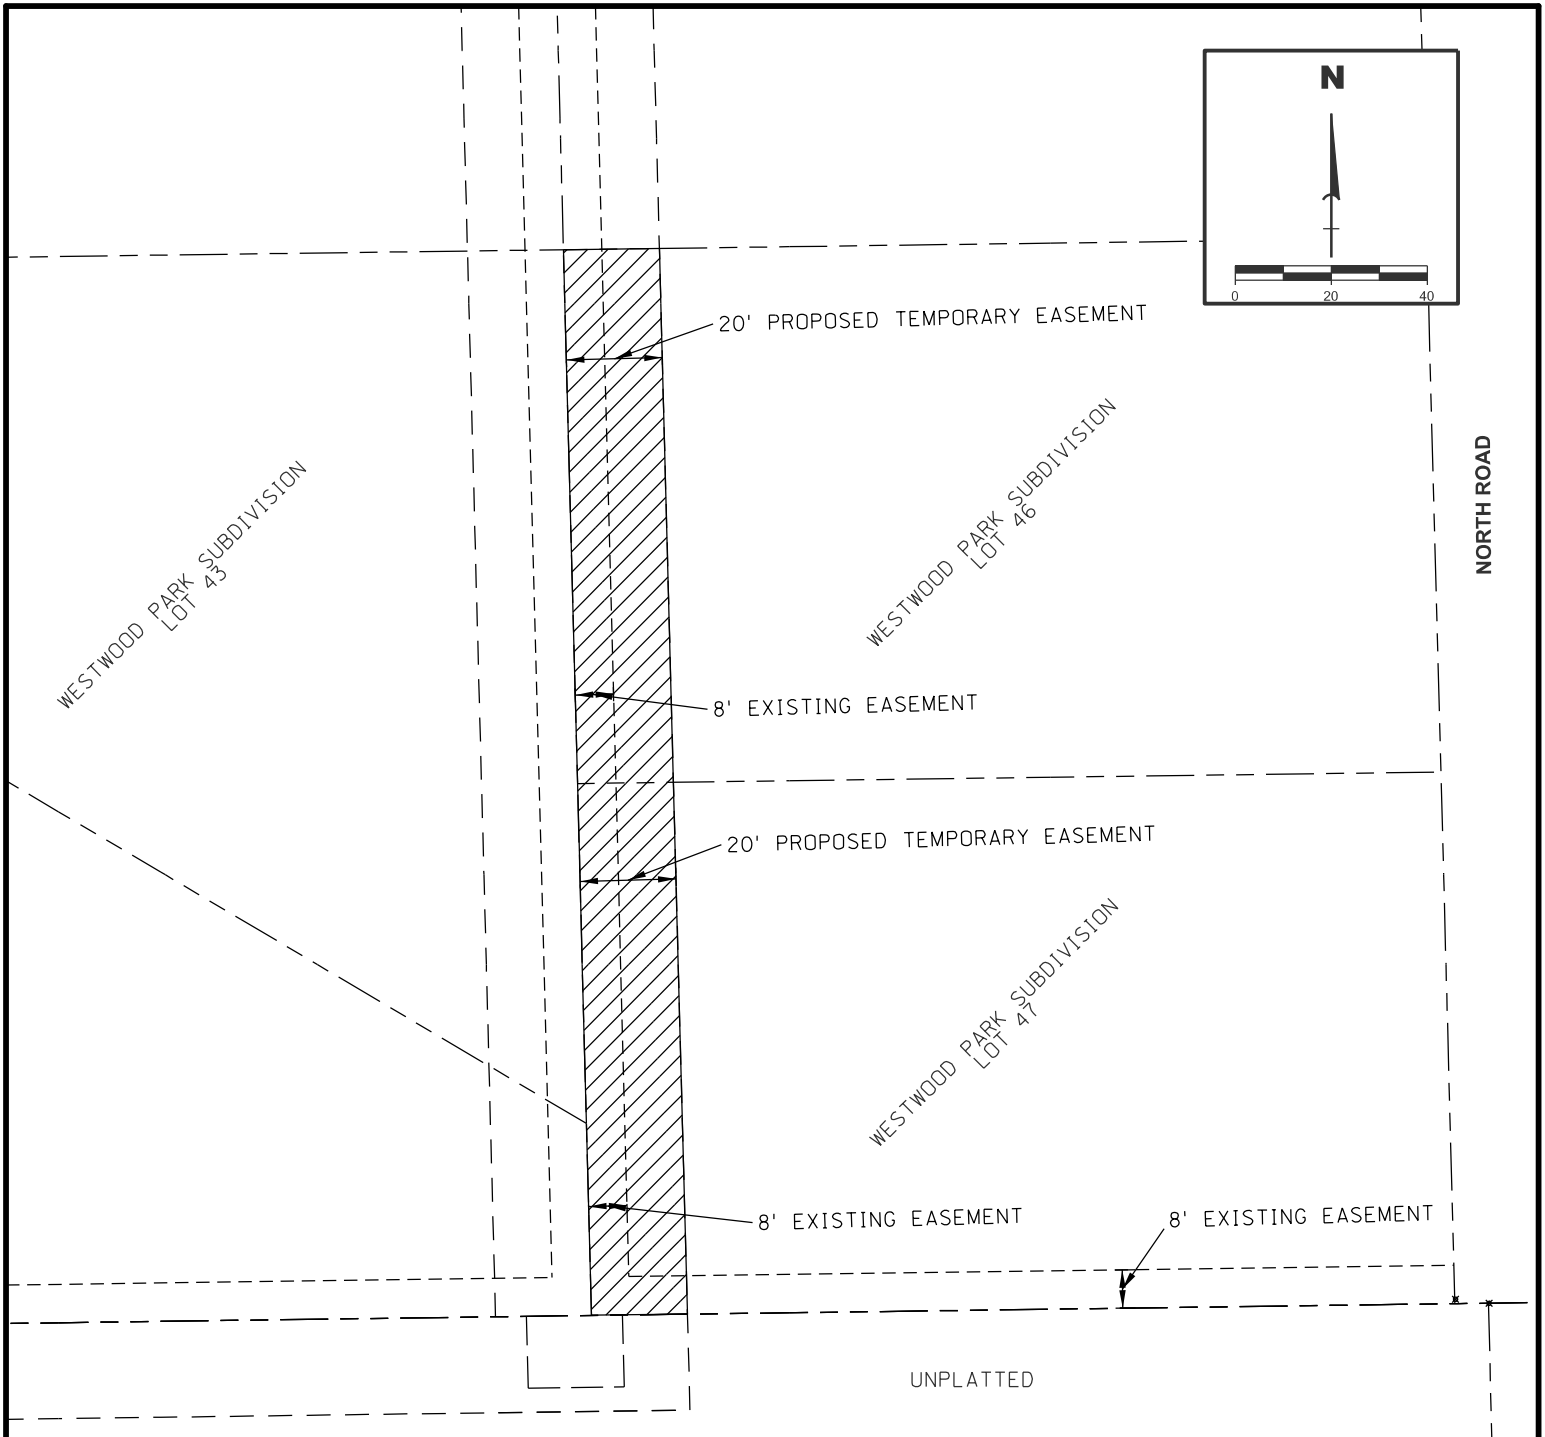 N
0 20 40
20' PROPOSED TEMPORARY EASEMENT
WESTWOOD PARK SUBDIVISION
LOT 46
NORTH ROAD
WESTWOOD PARK SUBDIVISION
LOT 43
8' EXISTING EASEMENT
20' PROPOSED TEMPORARY EASEMENT
WESTWOOD PARK SUBDIVISION
LOT 47
8' EXISTING EASEMENT
8' EXISTING EASEMENT
UNPLATTED